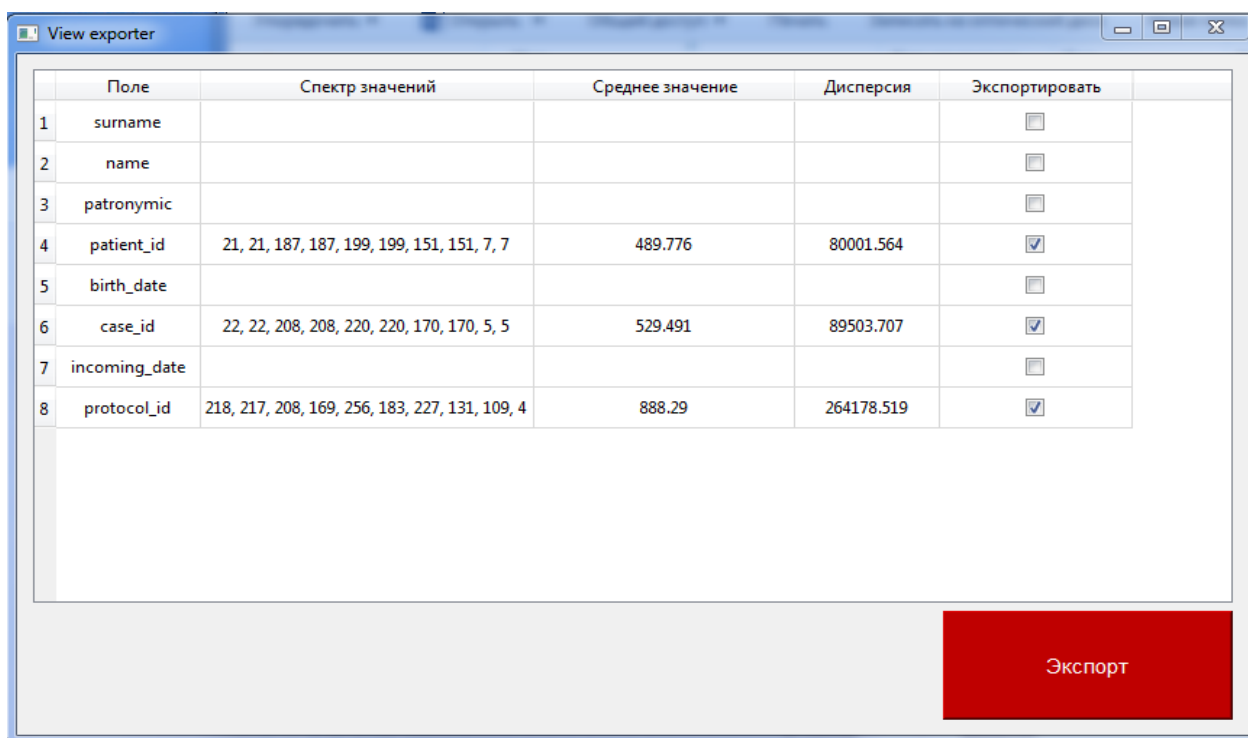 View exporter
Поле Спектр значений Среднее значение Дисперсия Экспортировать
1 surname
2 name
3 patronymic
4 patient_id 21, 21, 187, 187, 199, 199, 151, 151, 7, 7 489.776 80001.564
5 birth_date
6 case_id 22, 22, 208, 208, 220, 220, 170, 170, 5, 5 529.491 89503.707
7 incoming_date
8 protocol_id 218, 217, 208, 169, 256, 183, 227, 131, 109, 4 888.29 264178.519
Экспорт